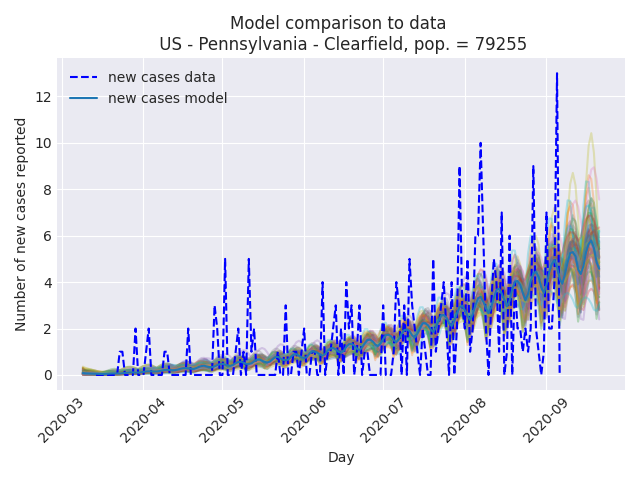 Model comparison to data
US - Pennsylvania - Clearfield, pop. = 79255
new cases data
new cases model
Number of new cases reported
12
10
8
6
4
2
0
2020-03
2020-04
2020-05
2020-06
2020-07
2020-08
2020-09
Day